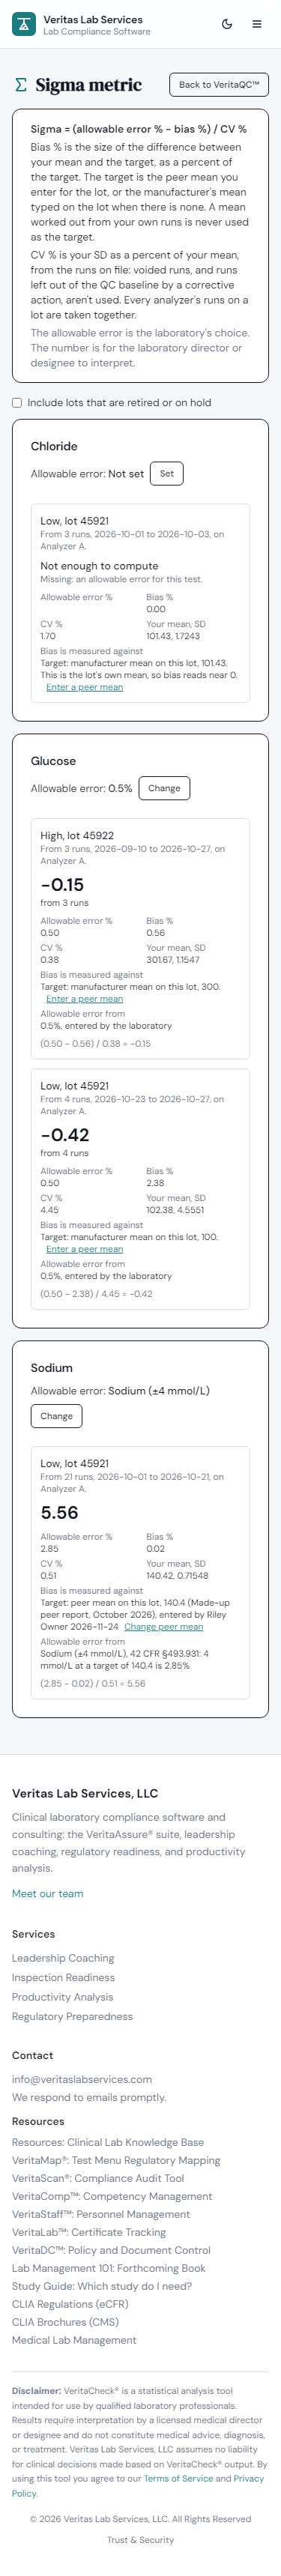 Veritas Lab Services
Lab Compliance Software
Sigma metric
Back to VeritaQC™
Sigma = (allowable error % - bias %) / CV %
Bias % is the size of the difference between
your mean and the target, as a percent of
the target. The target is the peer mean you
enter for the lot, or the manufacturer's mean
typed on the lot when there is none. A mean
worked out from your own runs is never used
as the target.
CV % is your SD as a percent of your mean,
from the runs on file: voided runs, and runs
left out of the QC baseline by a corrective
action, aren't used. Every analyzer's runs on a
lot are taken together.
The allowable error is the laboratory's choice.
The number is for the laboratory director or
designee to interpret.
Include lots that are retired or on hold
Chloride
Allowable error: Not set Set
Low, lot 45921
From 3 runs, 2026-10-01 to 2026-10-03, on
Analyzer A.
Not enough to compute
Missing: an allowable error for this test.
Allowable error % Bias %
0.00
CV % Your mean, SD
1.70 101.43, 1.7243
Bias is measured against
Target: manufacturer mean on this lot, 101.43.
This is the lot's own mean, so bias reads near 0.
Enter a peer mean
Glucose
Allowable error: 0.5% Change
High, lot 45922
From 3 runs, 2026-09-10 to 2026-10-27, on
Analyzer A.
-0.15
from 3 runs
Allowable error % Bias %
0.50 0.56
CV % Your mean, SD
0.38 301.67, 1.1547
Bias is measured against
Target: manufacturer mean on this lot, 300.
Enter a peer mean
Allowable error from
0.5%, entered by the laboratory
(0.50 - 0.56) / 0.38 = -0.15
Low, lot 45921
From 4 runs, 2026-10-23 to 2026-10-27, on
Analyzer A.
-0.42
from 4 runs
Allowable error % Bias %
0.50 2.38
CV % Your mean, SD
4.45 102.38, 4.5551
Bias is measured against
Target: manufacturer mean on this lot, 100.
Enter a peer mean
Allowable error from
0.5%, entered by the laboratory
(0.50 - 2.38) / 4.45 = -0.42
Sodium
Allowable error: Sodium (±4 mmol/L)
Change
Low, lot 45921
From 21 runs, 2026-10-01 to 2026-10-21, on
Analyzer A.
5.56
Allowable error % Bias %
2.85 0.02
CV % Your mean, SD
0.51 140.42, 0.71548
Bias is measured against
Target: peer mean on this lot, 140.4 (Made-up
peer report, October 2026), entered by Riley
Owner 2026-11-24 Change peer mean
Allowable error from
Sodium (±4 mmol/L), 42 CFR §493.931: 4
mmol/L at a target of 140.4 is 2.85%
(2.85 - 0.02) / 0.51 = 5.56
Veritas Lab Services, LLC
Clinical laboratory compliance software and
consulting: the VeritaAssure® suite, leadership
coaching, regulatory readiness, and productivity
analysis.
Meet our team
Services
Leadership Coaching
Inspection Readiness
Productivity Analysis
Regulatory Preparedness
Contact
info@veritaslabservices.com
We respond to emails promptly.
Resources
Resources: Clinical Lab Knowledge Base
VeritaMap®: Test Menu Regulatory Mapping
VeritaScan®: Compliance Audit Tool
VeritaComp™: Competency Management
VeritaStaff™: Personnel Management
VeritaLab™: Certificate Tracking
VeritaDC™: Policy and Document Control
Lab Management 101: Forthcoming Book
Study Guide: Which study do I need?
CLIA Regulations (eCFR)
CLIA Brochures (CMS)
Medical Lab Management
Disclaimer: VeritaCheck® is a statistical analysis tool
intended for use by qualified laboratory professionals.
Results require interpretation by a licensed medical director
or designee and do not constitute medical advice, diagnosis,
or treatment. Veritas Lab Services, LLC assumes no liability
for clinical decisions made based on VeritaCheck® output. By
using this tool you agree to our Terms of Service and Privacy
Policy.
© 2026 Veritas Lab Services, LLC. All Rights Reserved
Trust & Security